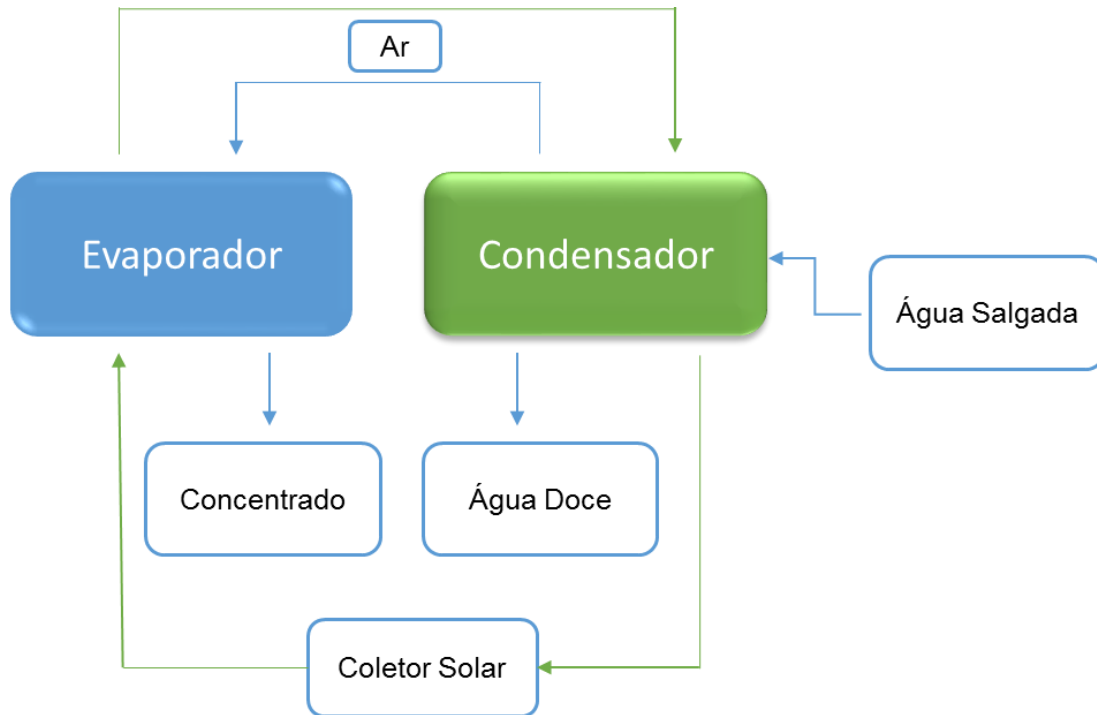 Ar
Evaporador
Condensador
Água Salgada
Concentrado
Água Doce
Coletor Solar